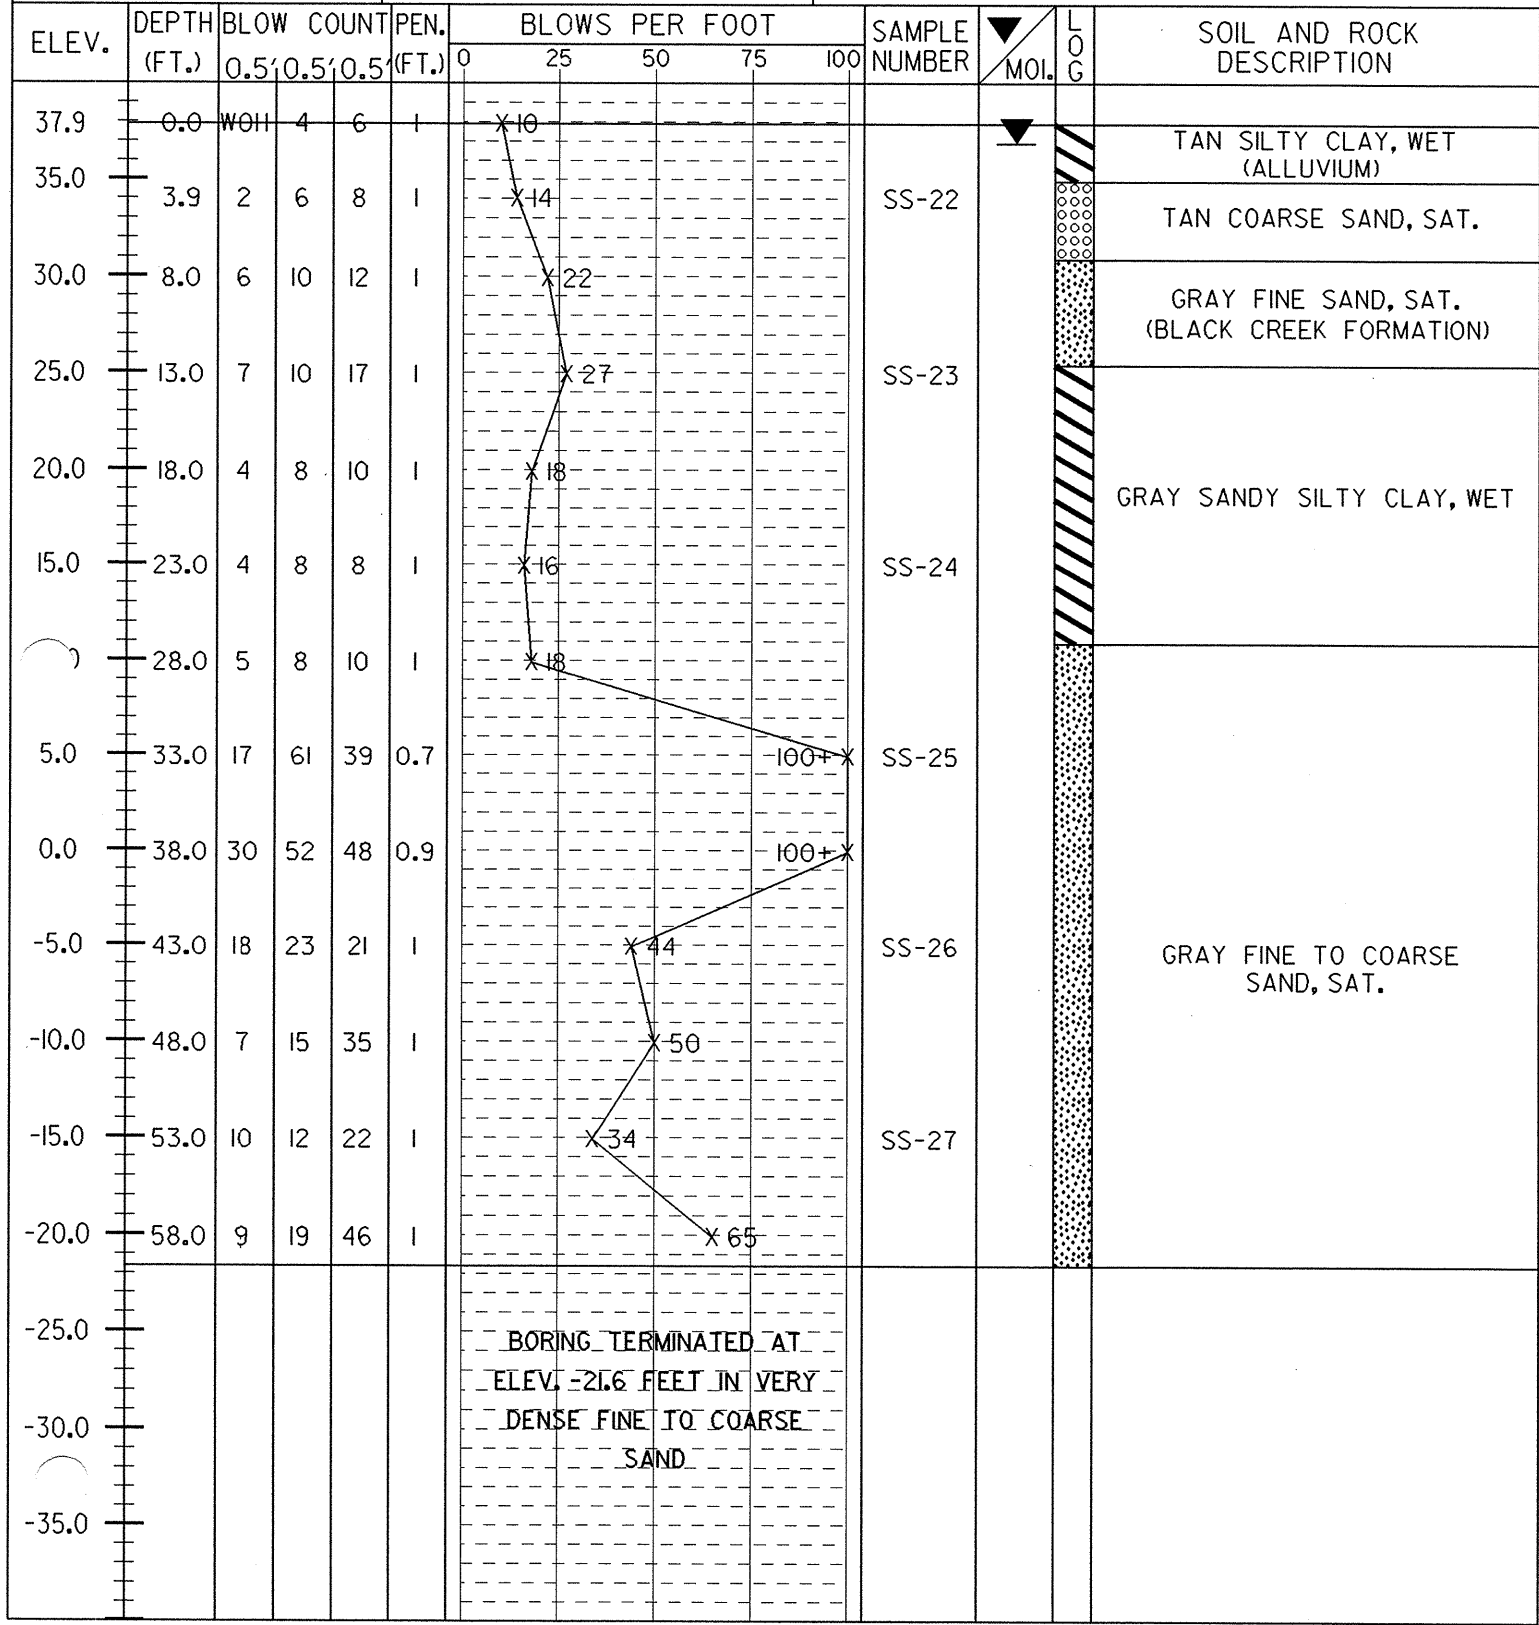 ELEV. DEPTH (FT.) BLOW COUNT 0.5' 0.5' 0.5' PEN. (FT.) BLOWS PER FOOT SAMPLE NUMBER MOI. LOG SOIL AND ROCK DESCRIPTION
0 25 50 75 100
37.9 0.0 WOH 4 6 1 10
TAN SILTY CLAY, WET
(ALLUVIUM)
35.0
3.9 2 6 8 1 14 SS-22
TAN COARSE SAND, SAT.
30.0 8.0 6 10 12 1 22
GRAY FINE SAND, SAT.
(BLACK CREEK FORMATION)
25.0 13.0 7 10 17 1 27 SS-23
20.0 18.0 4 8 10 1 18
GRAY SANDY SILTY CLAY, WET
15.0 23.0 4 8 8 1 16 SS-24
28.0 5 8 10 1 18
5.0 33.0 17 61 39 0.7 100+ SS-25
0.0 38.0 30 52 48 0.9 100+
-5.0 43.0 18 23 21 1 44 SS-26
GRAY FINE TO COARSE
SAND, SAT.
-10.0 48.0 7 15 35 1 50
-15.0 53.0 10 12 22 1 34 SS-27
-20.0 58.0 9 19 46 1 65
-25.0
BORING TERMINATED AT
ELEV. -21.6 FEET IN VERY
DENSE FINE TO COARSE
-30.0
SAND
-35.0